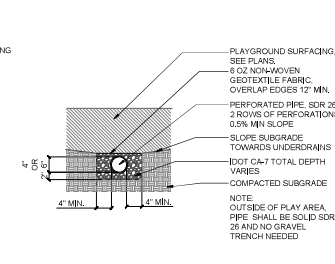 NG
PLAYGROUND SURFACING,
SEE PLANS.
6 OZ NON-WOVEN
GEOTEXTILE FABRIC,
OVERLAP EDGES 12" MIN.
PERFORATED PIPE, SDR 26
2 ROWS OF PERFORATIONS
0.5% MIN SLOPE
SLOPE SUBGRADE
TOWARDS UNDERDRAINS
IDOT CA-7 TOTAL DEPTH
VARIES
COMPACTED SUBGRADE
NOTE:
OUTSIDE OF PLAY AREA,
PIPE SHALL BE SOLID SDR
26 AND NO GRAVEL
TRENCH NEEDED
4"
OR
6"
2"
4" MIN.
4" MIN.